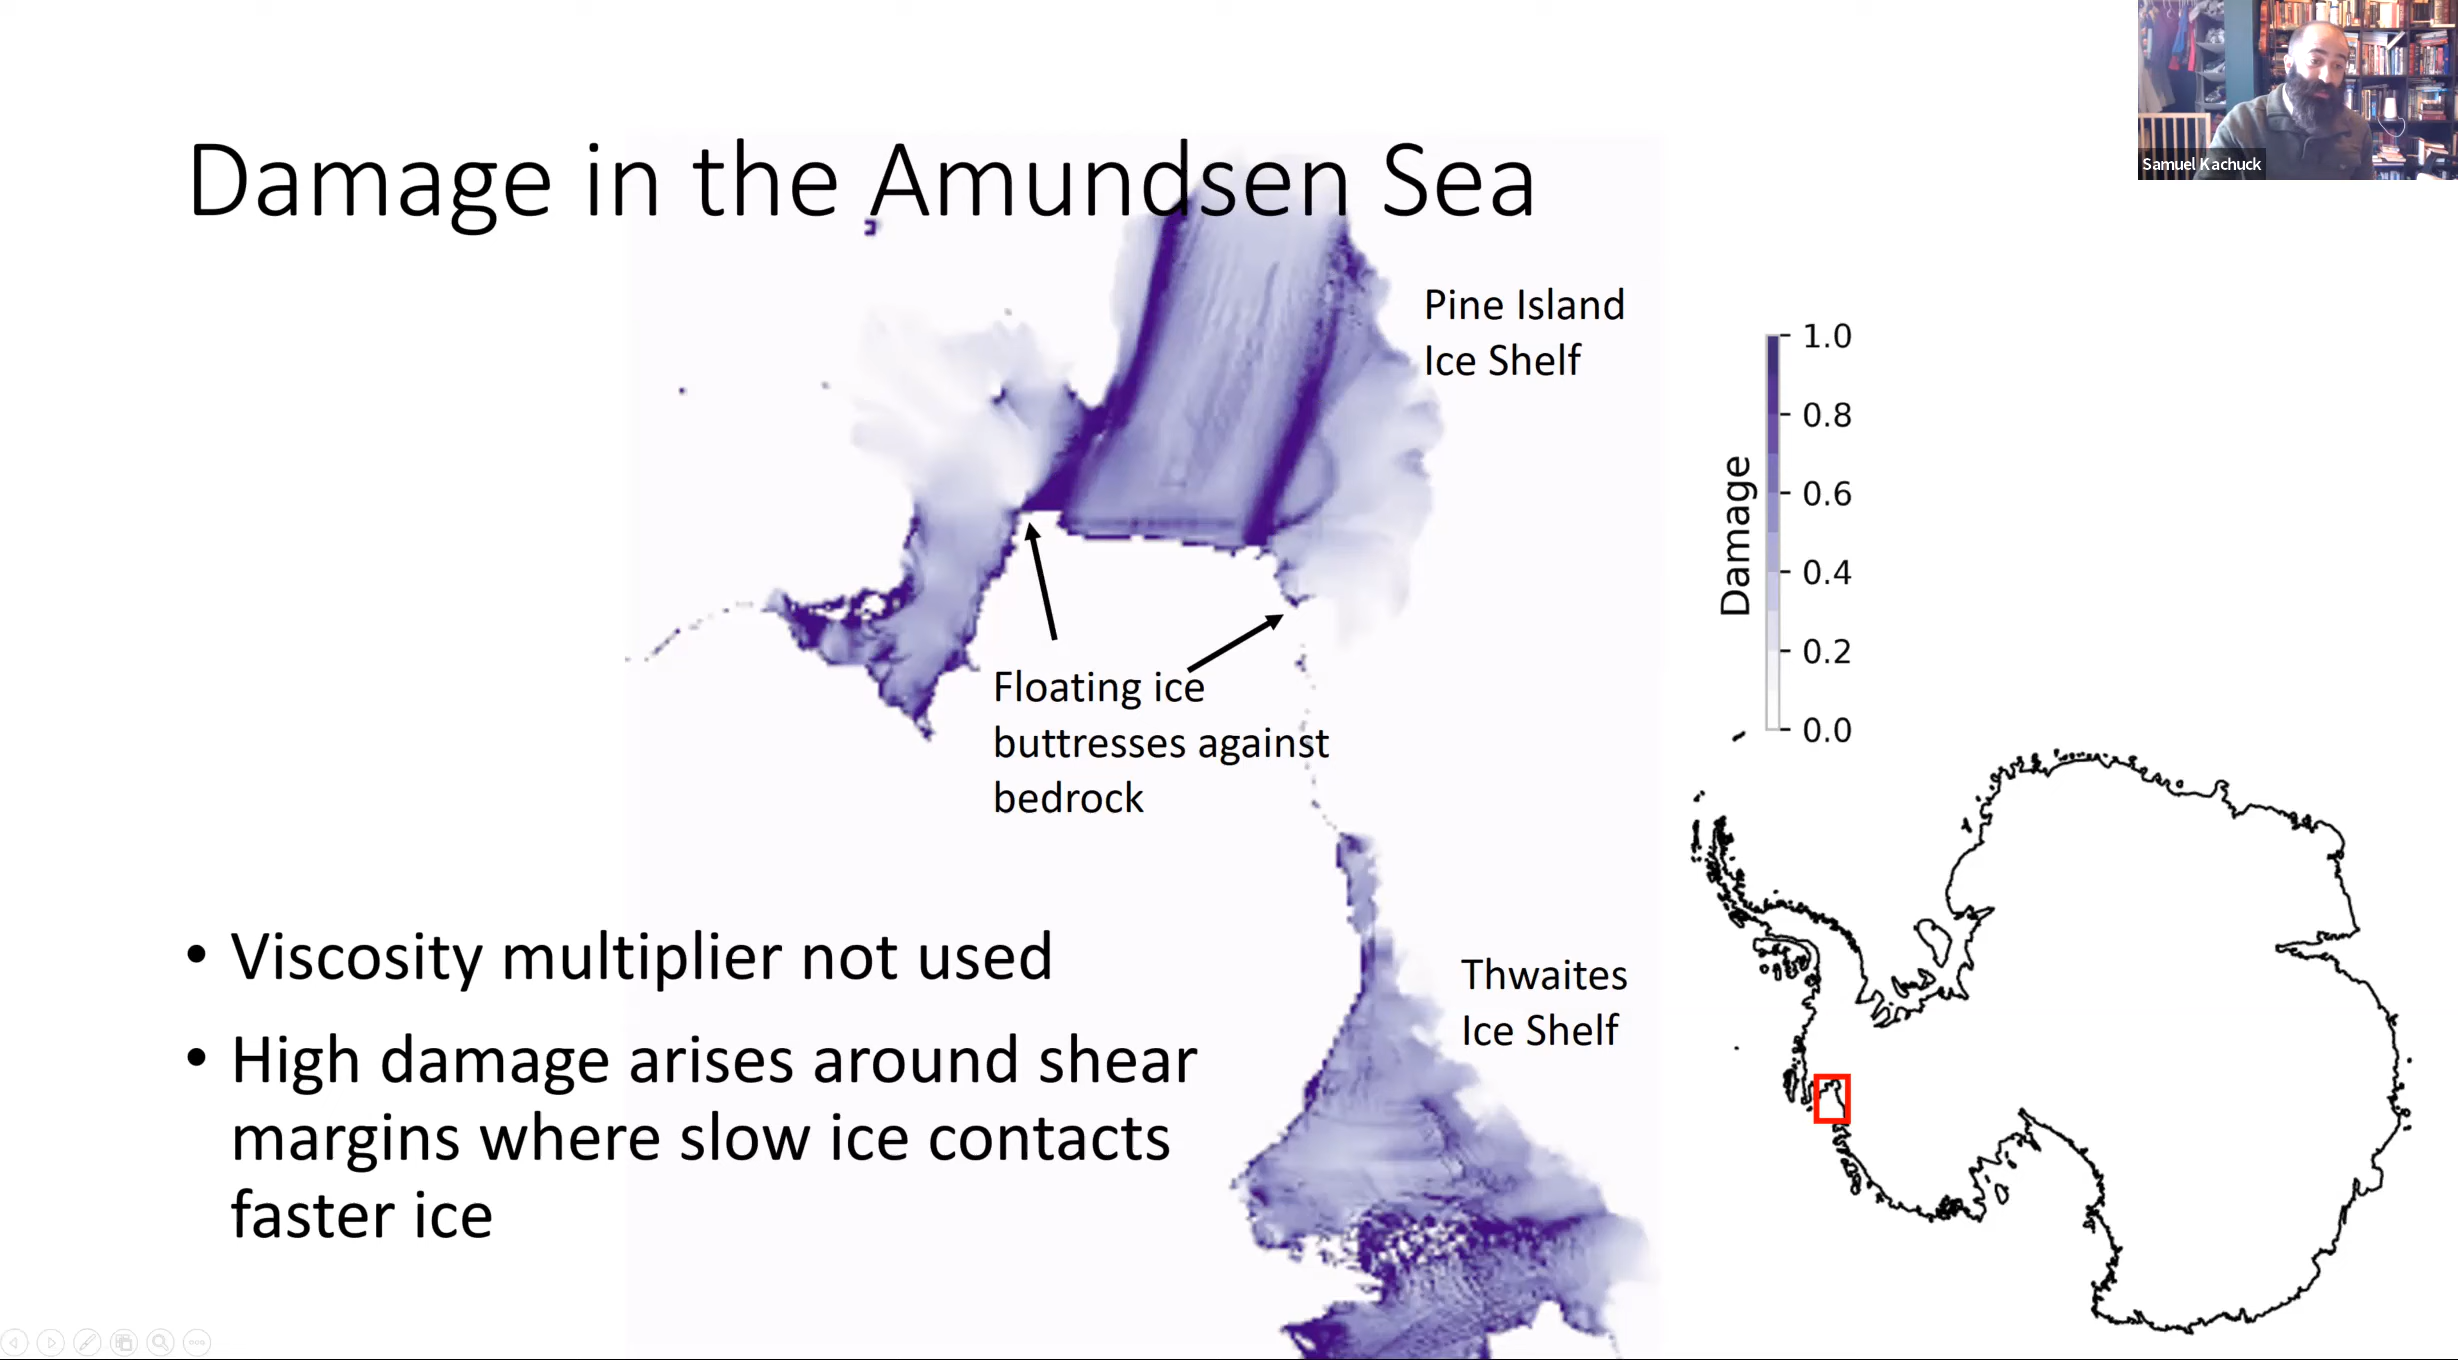 Samuel Kachuck
Damage in the Amundsen Sea
Pine Island
Ice Shelf
Damage
1.0
0.8
0.6
0.4
0.2
0.0
Floating ice
buttresses against
bedrock
• Viscosity multiplier not used
• High damage arises around shear
margins where slow ice contacts
faster ice
Thwaites
Ice Shelf